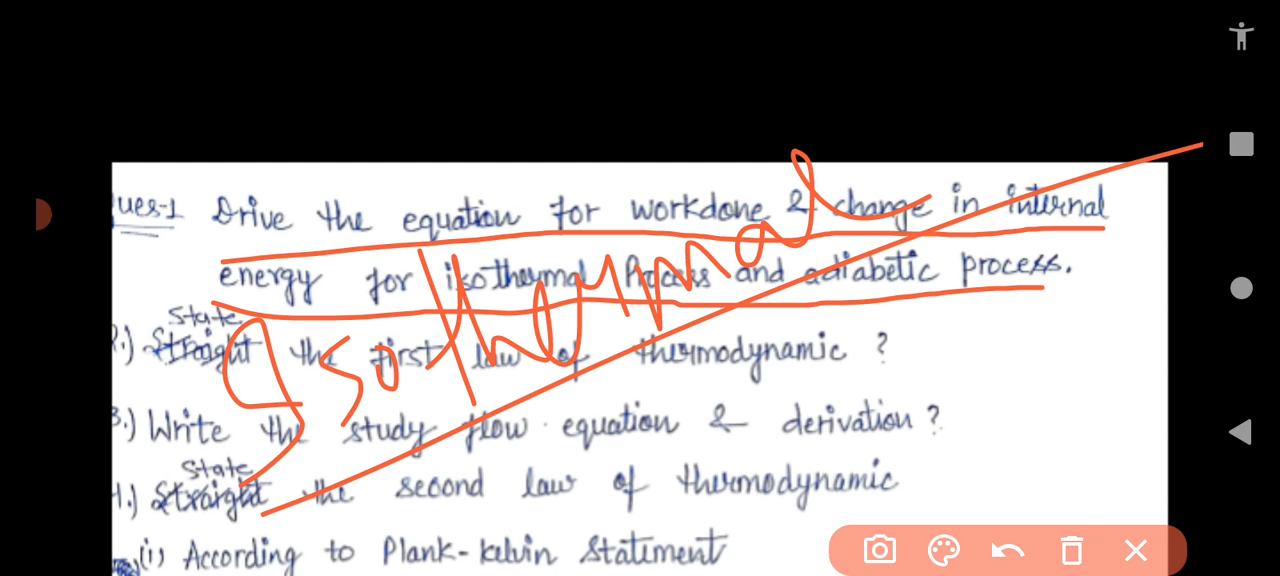 ues-1 Drive the equation for workdone & change in internal
energy for isothermal Process and adiabetic process.
State
2.) Straight the first law of thermodynamic ?
Isothermal
3.) Write the study flow equation & derivation ?
State
4.) Straight the second law of thermodynamic
(i) According to Plank-kelvin Statement